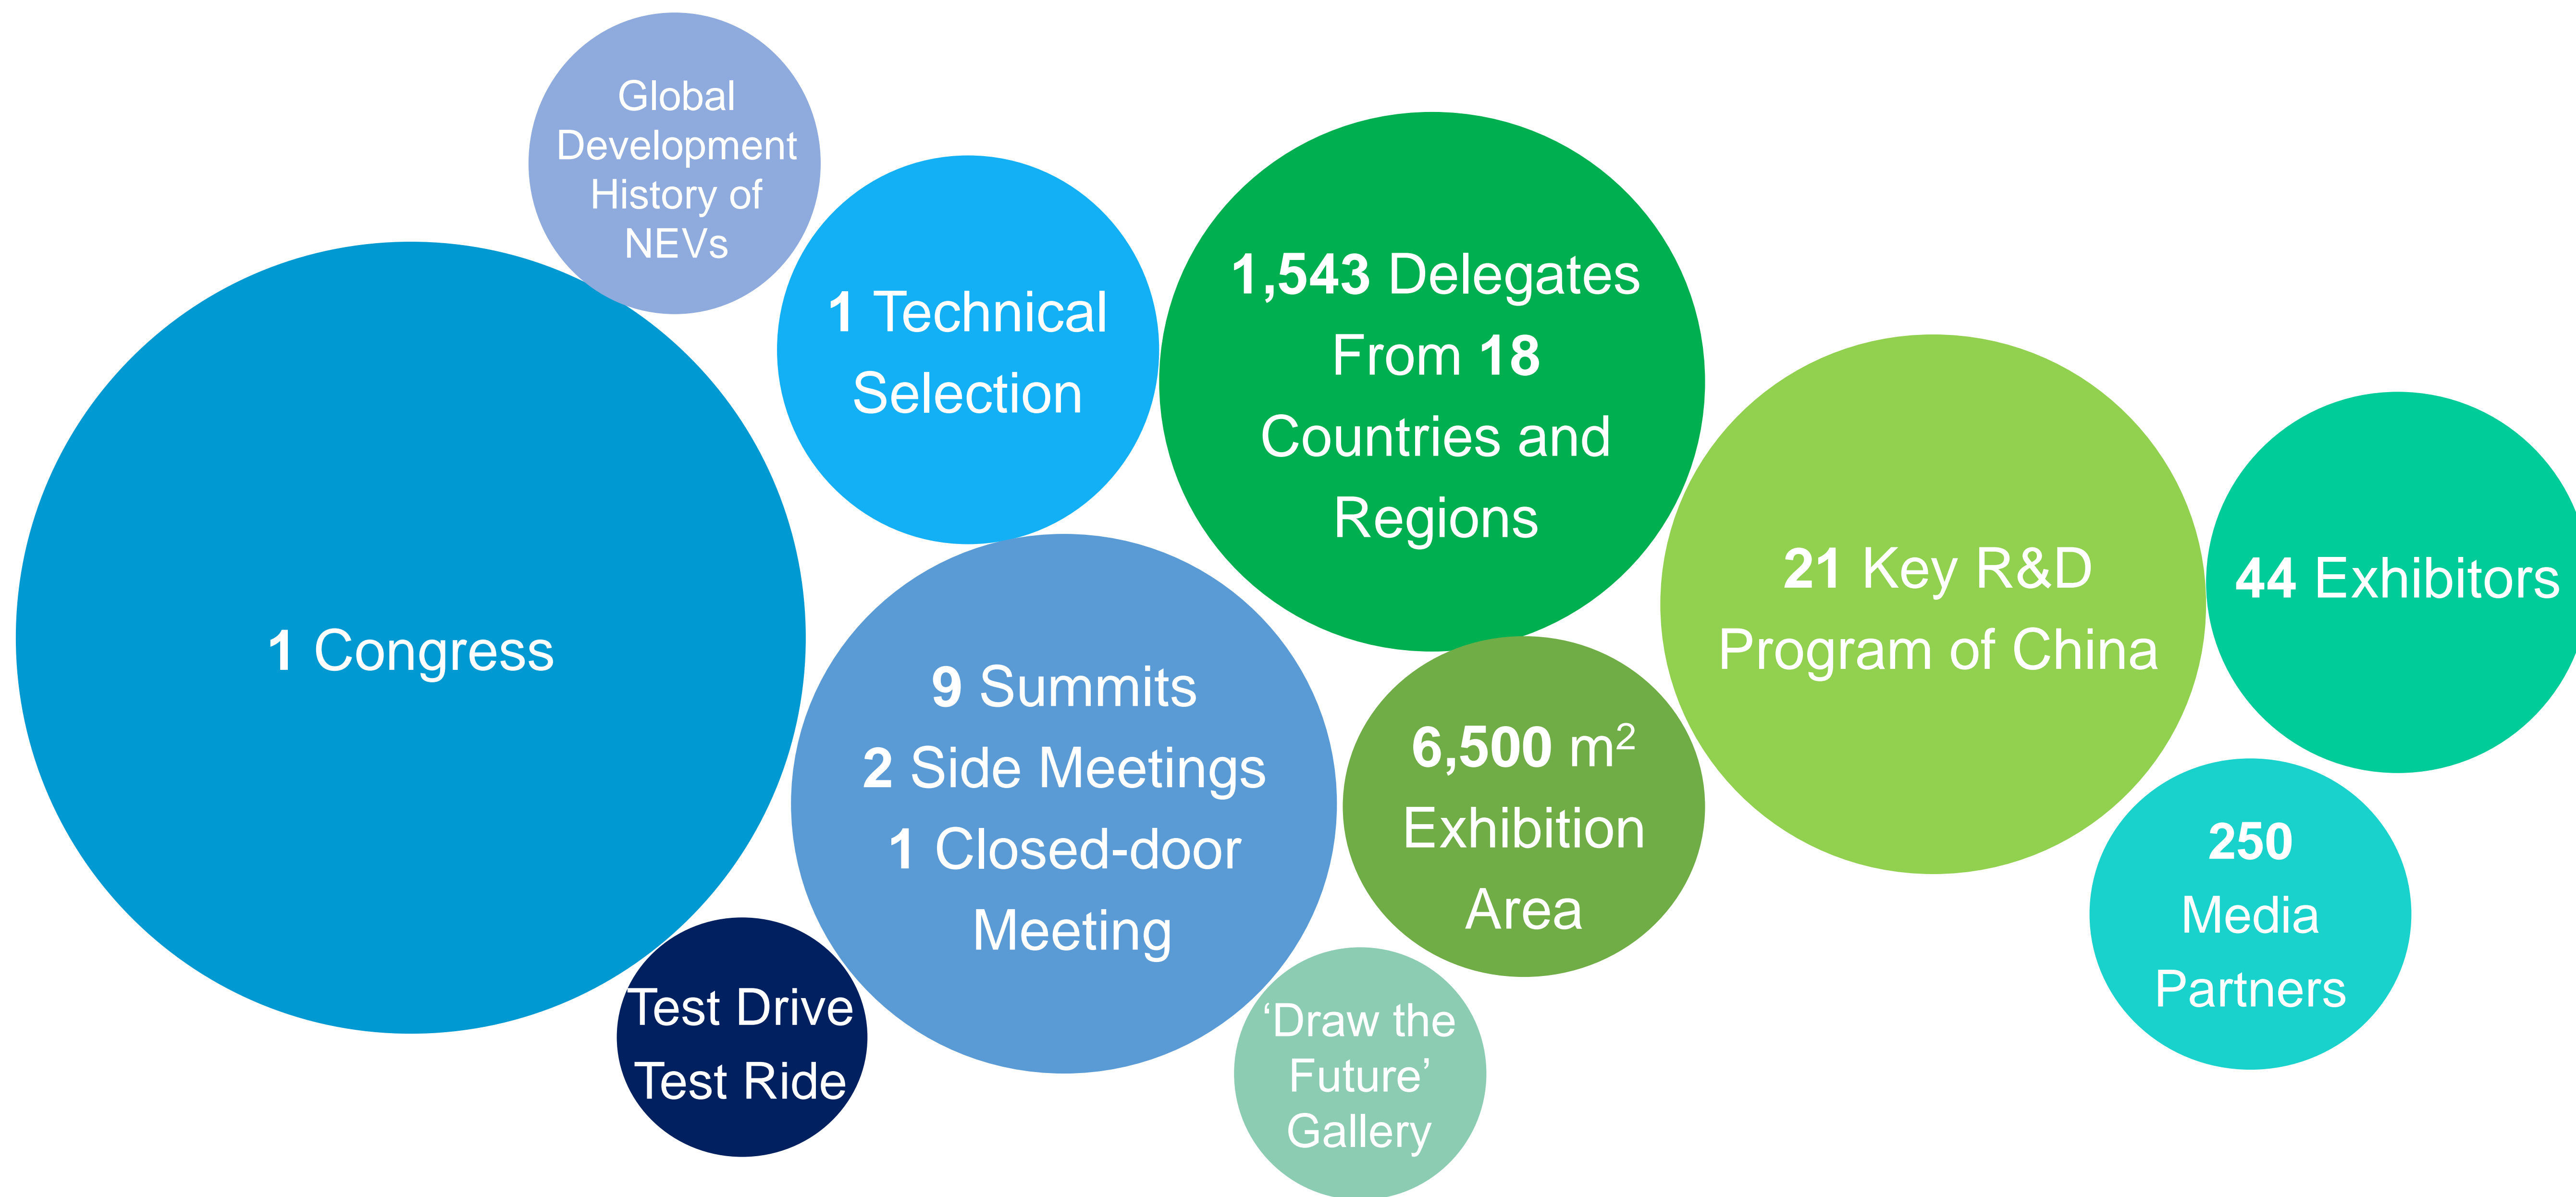 Global
Development
History of
NEVs
1 Technical
Selection
1,543 Delegates
From 18
Countries and
Regions
1 Congress
9 Summits
2 Side Meetings
1 Closed-door
Meeting
6,500 m²
Exhibition
Area
21 Key R&D
Program of China
44 Exhibitors
250
Media
Partners
Test Drive
Test Ride
‘Draw the
Future’
Gallery